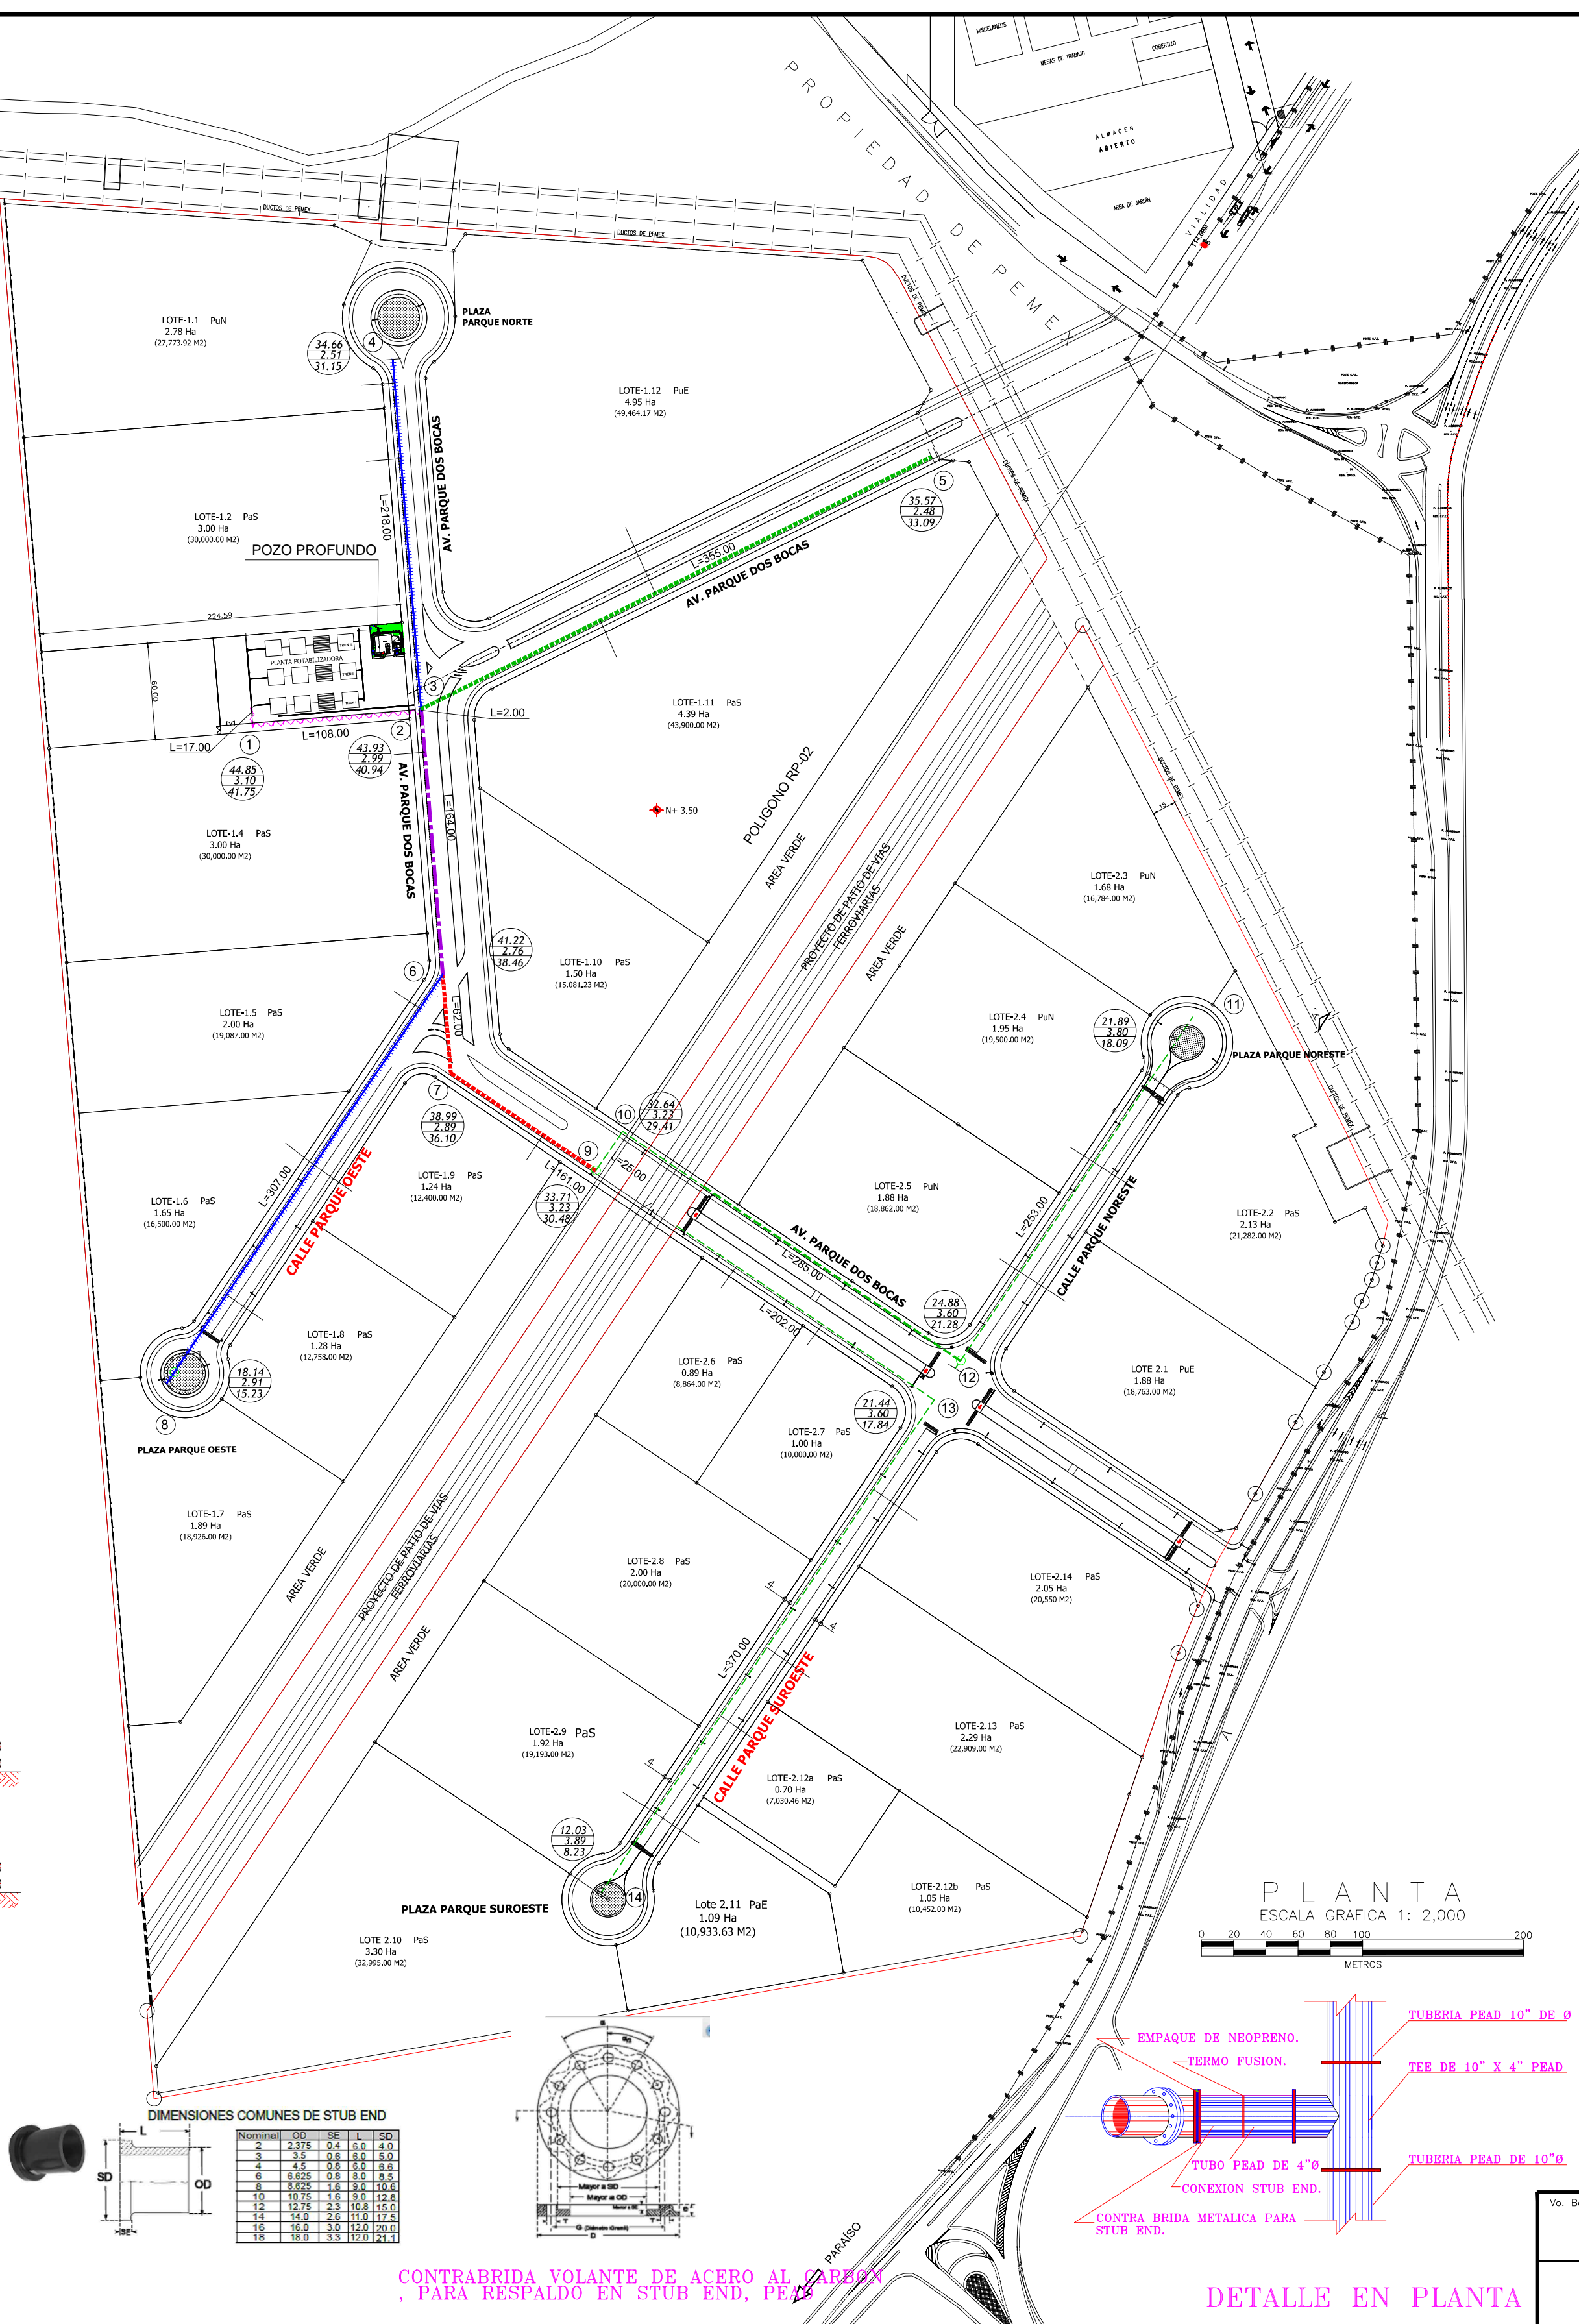 MISCELANEOS
MESAS DE TRABAJO
COBERTIZO
ALMACEN
ABIERTO
AREA DE JARDIN
VIALIDAD
PROPIEDAD DE PEMEX
DUCTOS DE PEMEX
DUCTOS DE PEMEX
DUCTOS DE PEMEX
DUCTOS DE PEMEX
DUCTOS DE PEMEX
DUCTOS DE PEMEX
LOTE-1.1 PuN
2.78 Ha
(27,773.92 M2)
34.66
2.51
31.15
4
PLAZA
PARQUE NORTE
LOTE-1.12 PuE
4.95 Ha
(49,464.17 M2)
AV. PARQUE DOS BOCAS
L=218.00
LOTE-1.2 PaS
3.00 Ha
(30,000.00 M2)
POZO PROFUNDO
5
35.57
2.48
33.09
L=355.00
AV. PARQUE DOS BOCAS
224.59
60.00
PLANTA POTABILIZADORA
3
L=2.00
L=17.00
L=108.00
1
2
44.85
3.10
41.75
43.93
2.99
40.94
LOTE-1.11 PaS
4.39 Ha
(43,900.00 M2)
N+ 3.50
POLIGONO RP-02
AREA VERDE
PROYECTO DE PATIO DE VIAS
FERROVIARIAS
AREA VERDE
15
AV. PARQUE DOS BOCAS
L=164.00
LOTE-1.4 PaS
3.00 Ha
(30,000.00 M2)
LOTE-2.3 PuN
1.68 Ha
(16,784.00 M2)
41.22
2.76
38.46
6
LOTE-1.10 PaS
1.50 Ha
(15,081.23 M2)
LOTE-1.5 PaS
2.00 Ha
(19,087.00 M2)
L=62.00
LOTE-2.4 PuN
1.95 Ha
(19,500.00 M2)
21.89
3.80
18.09
11
PLAZA PARQUE NORESTE
7
38.99
2.89
36.10
10
32.64
3.23
29.41
9
L=25.00
L=161.00
33.71
3.23
30.48
LOTE-1.9 PaS
1.24 Ha
(12,400.00 M2)
LOTE-1.6 PaS
1.65 Ha
(16,500.00 M2)
L=307.00
CALLE PARQUE OESTE
LOTE-2.5 PuN
1.88 Ha
(18,862.00 M2)
L=253.00
CALLE PARQUE NORESTE
LOTE-2.2 PaS
2.13 Ha
(21,282.00 M2)
AV. PARQUE DOS BOCAS
L=285.00
L=202.00
24.88
3.60
21.28
12
LOTE-1.8 PaS
1.28 Ha
(12,758.00 M2)
18.14
2.91
15.23
8
PLAZA PARQUE OESTE
LOTE-2.6 PaS
0.89 Ha
(8,864.00 M2)
LOTE-2.1 PuE
1.88 Ha
(18,763.00 M2)
21.44
3.60
17.84
13
LOTE-2.7 PaS
1.00 Ha
(10,000.00 M2)
LOTE-1.7 PaS
1.89 Ha
(18,926.00 M2)
AREA VERDE
PROYECTO DE PATIO DE VIAS
FERROVIARIAS
AREA VERDE
LOTE-2.8 PaS
2.00 Ha
(20,000.00 M2)
LOTE-2.14 PaS
2.05 Ha
(20,550 M2)
L=370.00
CALLE PARQUE SUROESTE
LOTE-2.9 PaS
1.92 Ha
(19,193.00 M2)
LOTE-2.13 PaS
2.29 Ha
(22,909.00 M2)
LOTE-2.12a PaS
0.70 Ha
(7,030.46 M2)
12.03
3.89
8.23
14
PLAZA PARQUE SUROESTE
Lote 2.11 PaE
1.09 Ha
(10,933.63 M2)
LOTE-2.12b PaS
1.05 Ha
(10,452.00 M2)
LOTE-2.10 PaS
3.30 Ha
(32,995.00 M2)
PLANTA
ESCALA GRAFICA 1: 2,000
0 20 40 60 80 100 200
METROS
EMPAQUE DE NEOPRENO.
TERMO FUSION.
TUBERIA PEAD 10" DE Ø
TEE DE 10" X 4" PEAD
TUBO PEAD DE 4"Ø
CONEXION STUB END.
TUBERIA PEAD DE 10"Ø
CONTRA BRIDA METALICA PARA
STUB END.
DETALLE EN PLANTA
PARAÍSO
DIMENSIONES COMUNES DE STUB END
L
SD
OD
SE
Nominal OD SE L SD
2 2.375 0.4 6.0 4.0
3 3.5 0.6 6.0 5.0
4 4.5 0.8 6.0 6.6
6 6.625 0.8 8.0 8.5
8 8.625 1.6 9.0 10.6
10 10.75 1.6 9.0 12.8
12 12.75 2.3 10.8 15.0
14 14.0 2.6 11.0 17.5
16 16.0 3.0 12.0 20.0
18 18.0 3.3 12.0 21.1
Mayor a SD
Mayor a OD
D
CONTRABRIDA VOLANTE DE ACERO AL CARBON
, PARA RESPALDO EN STUB END, PEAD